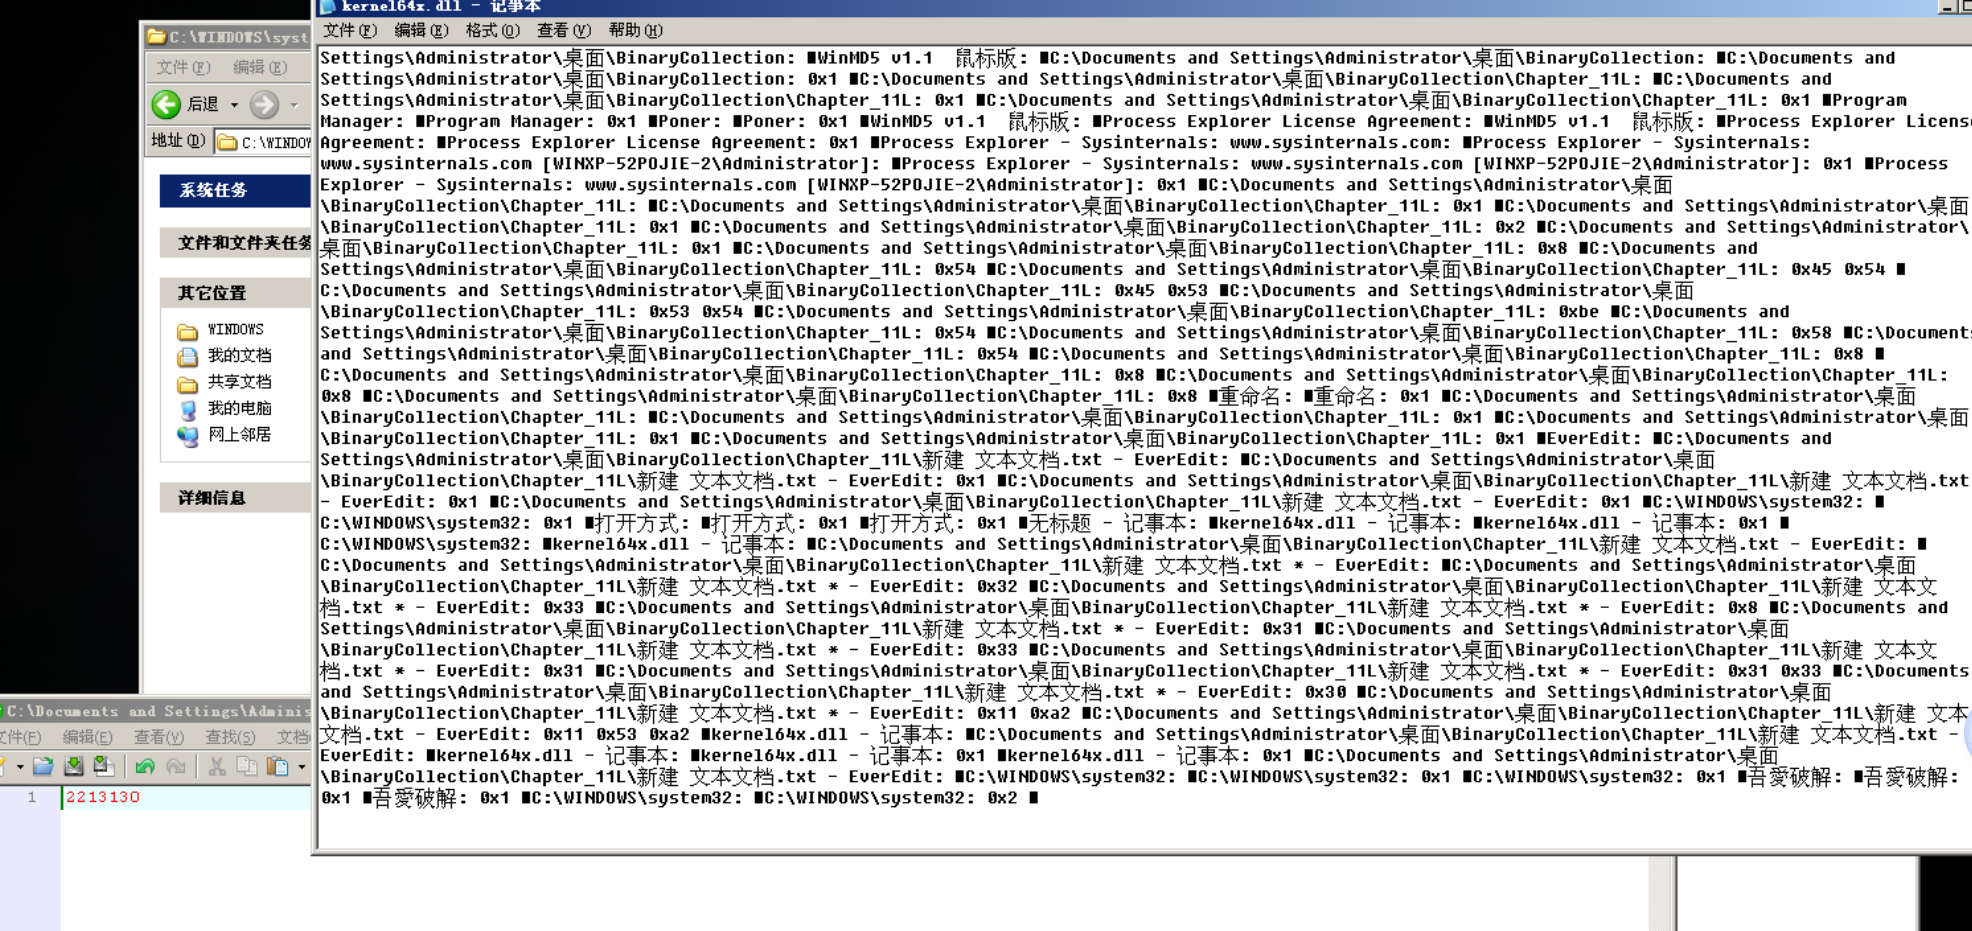 kernel64x.dll - 记事本
文件(F) 编辑(E) 格式(O) 查看(V) 帮助(H)
C:\WINDOWS\syst
文件(F) 编辑(E)
后退
地址(D) C:\WINDOW
系统任务
文件和文件夹任务
其它位置
WINDOWS
我的文档
共享文档
我的电脑
网上邻居
详细信息
Settings\Administrator\桌面\BinaryCollection: ■WinMD5 v1.1 鼠标版: ■C:\Documents and Settings\Administrator\桌面\BinaryCollection: ■C:\Documents and
Settings\Administrator\桌面\BinaryCollection: 0x1 ■C:\Documents and Settings\Administrator\桌面\BinaryCollection\Chapter_11L: ■C:\Documents and
Settings\Administrator\桌面\BinaryCollection\Chapter_11L: 0x1 ■C:\Documents and Settings\Administrator\桌面\BinaryCollection\Chapter_11L: 0x1 ■Program
Manager: ■Program Manager: 0x1 ■Poner: ■Poner: 0x1 ■WinMD5 v1.1 鼠标版: ■Process Explorer License Agreement: ■WinMD5 v1.1 鼠标版: ■Process Explorer License
Agreement: ■Process Explorer License Agreement: 0x1 ■Process Explorer - Sysinternals: www.sysinternals.com: ■Process Explorer - Sysinternals:
www.sysinternals.com [WINXP-52POJIE-2\Administrator]: ■Process Explorer - Sysinternals: www.sysinternals.com [WINXP-52POJIE-2\Administrator]: 0x1 ■Process
Explorer - Sysinternals: www.sysinternals.com [WINXP-52POJIE-2\Administrator]: 0x1 ■C:\Documents and Settings\Administrator\桌面
\BinaryCollection\Chapter_11L: ■C:\Documents and Settings\Administrator\桌面\BinaryCollection\Chapter_11L: 0x1 ■C:\Documents and Settings\Administrator\桌面
\BinaryCollection\Chapter_11L: 0x1 ■C:\Documents and Settings\Administrator\桌面\BinaryCollection\Chapter_11L: 0x2 ■C:\Documents and Settings\Administrator\
桌面\BinaryCollection\Chapter_11L: 0x1 ■C:\Documents and Settings\Administrator\桌面\BinaryCollection\Chapter_11L: 0x8 ■C:\Documents and
Settings\Administrator\桌面\BinaryCollection\Chapter_11L: 0x54 ■C:\Documents and Settings\Administrator\桌面\BinaryCollection\Chapter_11L: 0x45 0x54 ■
C:\Documents and Settings\Administrator\桌面\BinaryCollection\Chapter_11L: 0x45 0x53 ■C:\Documents and Settings\Administrator\桌面
\BinaryCollection\Chapter_11L: 0x53 0x54 ■C:\Documents and Settings\Administrator\桌面\BinaryCollection\Chapter_11L: 0xbe ■C:\Documents and
Settings\Administrator\桌面\BinaryCollection\Chapter_11L: 0x54 ■C:\Documents and Settings\Administrator\桌面\BinaryCollection\Chapter_11L: 0x58 ■C:\Documents
and Settings\Administrator\桌面\BinaryCollection\Chapter_11L: 0x54 ■C:\Documents and Settings\Administrator\桌面\BinaryCollection\Chapter_11L: 0x8 ■
C:\Documents and Settings\Administrator\桌面\BinaryCollection\Chapter_11L: 0x8 ■C:\Documents and Settings\Administrator\桌面\BinaryCollection\Chapter_11L:
0x8 ■C:\Documents and Settings\Administrator\桌面\BinaryCollection\Chapter_11L: 0x8 ■重命名: ■重命名: 0x1 ■C:\Documents and Settings\Administrator\桌面
\BinaryCollection\Chapter_11L: ■C:\Documents and Settings\Administrator\桌面\BinaryCollection\Chapter_11L: 0x1 ■C:\Documents and Settings\Administrator\桌面
\BinaryCollection\Chapter_11L: 0x1 ■C:\Documents and Settings\Administrator\桌面\BinaryCollection\Chapter_11L: 0x1 ■EverEdit: ■C:\Documents and
Settings\Administrator\桌面\BinaryCollection\Chapter_11L\新建 文本文档.txt - EverEdit: ■C:\Documents and Settings\Administrator\桌面
\BinaryCollection\Chapter_11L\新建 文本文档.txt - EverEdit: 0x1 ■C:\Documents and Settings\Administrator\桌面\BinaryCollection\Chapter_11L\新建 文本文档.txt
- EverEdit: 0x1 ■C:\Documents and Settings\Administrator\桌面\BinaryCollection\Chapter_11L\新建 文本文档.txt - EverEdit: 0x1 ■C:\WINDOWS\system32: ■
C:\WINDOWS\system32: 0x1 ■打开方式: ■打开方式: 0x1 ■打开方式: 0x1 ■无标题 - 记事本: ■kernel64x.dll - 记事本: ■kernel64x.dll - 记事本: 0x1 ■
C:\WINDOWS\system32: ■kernel64x.dll - 记事本: ■C:\Documents and Settings\Administrator\桌面\BinaryCollection\Chapter_11L\新建 文本文档.txt - EverEdit: ■
C:\Documents and Settings\Administrator\桌面\BinaryCollection\Chapter_11L\新建 文本文档.txt * - EverEdit: ■C:\Documents and Settings\Administrator\桌面
\BinaryCollection\Chapter_11L\新建 文本文档.txt * - EverEdit: 0x32 ■C:\Documents and Settings\Administrator\桌面\BinaryCollection\Chapter_11L\新建 文本文
档.txt * - EverEdit: 0x33 ■C:\Documents and Settings\Administrator\桌面\BinaryCollection\Chapter_11L\新建 文本文档.txt * - EverEdit: 0x8 ■C:\Documents and
Settings\Administrator\桌面\BinaryCollection\Chapter_11L\新建 文本文档.txt * - EverEdit: 0x31 ■C:\Documents and Settings\Administrator\桌面
\BinaryCollection\Chapter_11L\新建 文本文档.txt * - EverEdit: 0x33 ■C:\Documents and Settings\Administrator\桌面\BinaryCollection\Chapter_11L\新建 文本文
档.txt * - EverEdit: 0x31 ■C:\Documents and Settings\Administrator\桌面\BinaryCollection\Chapter_11L\新建 文本文档.txt * - EverEdit: 0x31 0x33 ■C:\Documents
and Settings\Administrator\桌面\BinaryCollection\Chapter_11L\新建 文本文档.txt * - EverEdit: 0x30 ■C:\Documents and Settings\Administrator\桌面
\BinaryCollection\Chapter_11L\新建 文本文档.txt * - EverEdit: 0x11 0xa2 ■C:\Documents and Settings\Administrator\桌面\BinaryCollection\Chapter_11L\新建 文本
文档.txt - EverEdit: 0x11 0x53 0xa2 ■kernel64x.dll - 记事本: ■C:\Documents and Settings\Administrator\桌面\BinaryCollection\Chapter_11L\新建 文本文档.txt -
EverEdit: ■kernel64x.dll - 记事本: ■kernel64x.dll - 记事本: 0x1 ■kernel64x.dll - 记事本: 0x1 ■C:\Documents and Settings\Administrator\桌面
\BinaryCollection\Chapter_11L\新建 文本文档.txt - EverEdit: ■C:\WINDOWS\system32: ■C:\WINDOWS\system32: 0x1 ■C:\WINDOWS\system32: 0x1 ■吾愛破解: ■吾愛破解:
0x1 ■吾愛破解: 0x1 ■C:\WINDOWS\system32: ■C:\WINDOWS\system32: 0x2 ■
C:\Documents and Settings\Adminis
文件(F) 编辑(E) 查看(V) 查找(S) 文档
1 2213130